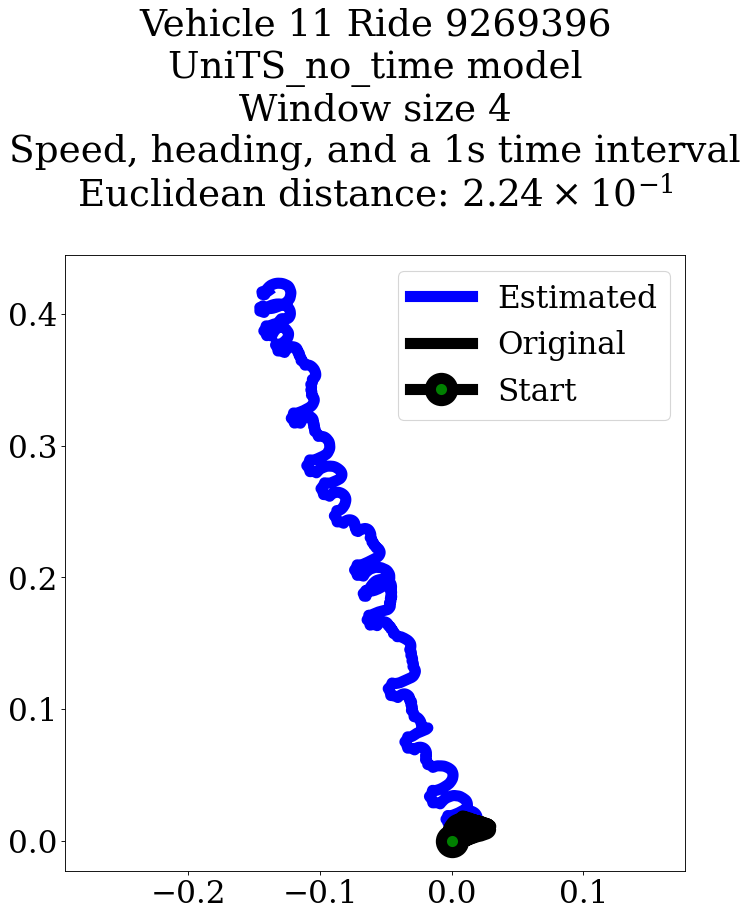 Vehicle 11 Ride 9269396
UniTS_no_time model
Window size 4
Speed, heading, and a 1s time interval
Euclidean distance: 2.24 × 10⁻¹
Estimated
Original
Start
0.4
0.3
0.2
0.1
0.0
−0.2 −0.1 0.0 0.1